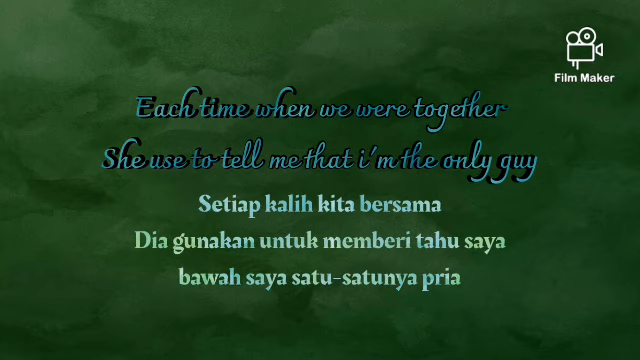 Film Maker
Each time when we were together
She use to tell me that i'm the only guy
Setiap kalih kita bersama
Dia gunakan untuk memberi tahu saya
bawah saya satu-satunya pria